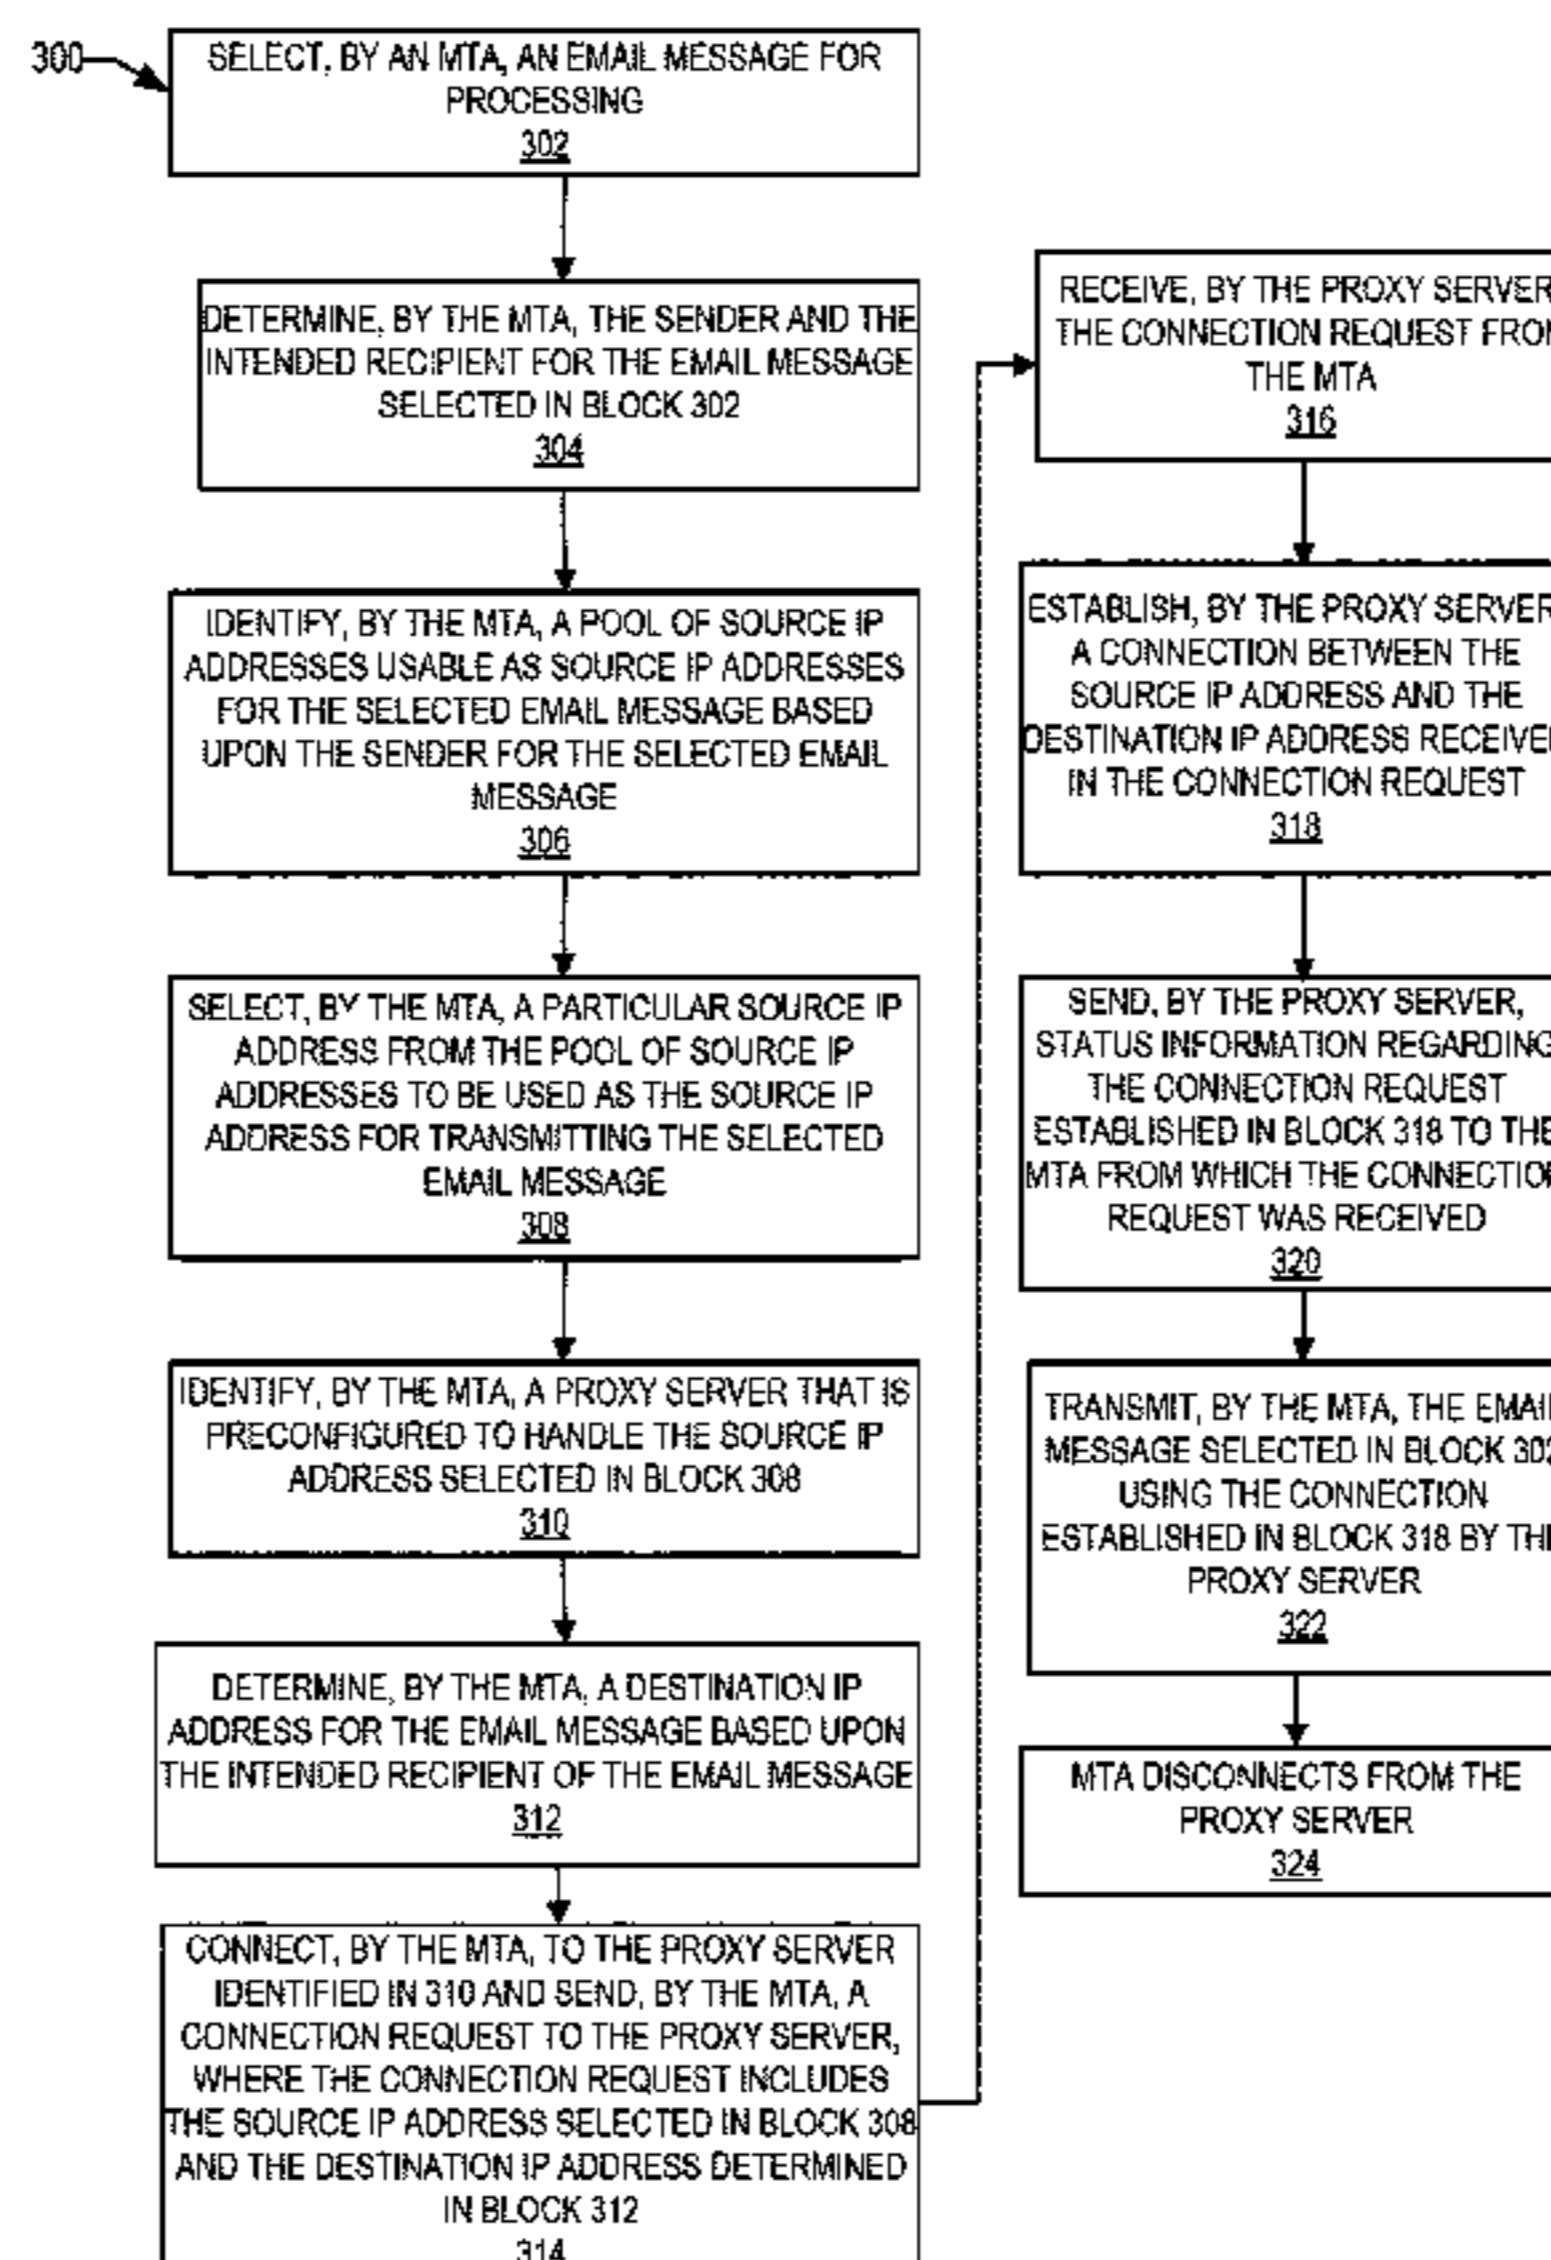 300
SELECT, BY AN MTA, AN EMAIL MESSAGE FOR
PROCESSING
302
DETERMINE, BY THE MTA, THE SENDER AND THE
INTENDED RECIPIENT FOR THE EMAIL MESSAGE
SELECTED IN BLOCK 302
304
IDENTIFY, BY THE MTA, A POOL OF SOURCE IP
ADDRESSES USABLE AS SOURCE IP ADDRESSES
FOR THE SELECTED EMAIL MESSAGE BASED
UPON THE SENDER FOR THE SELECTED EMAIL
MESSAGE
306
SELECT, BY THE MTA, A PARTICULAR SOURCE IP
ADDRESS FROM THE POOL OF SOURCE IP
ADDRESSES TO BE USED AS THE SOURCE IP
ADDRESS FOR TRANSMITTING THE SELECTED
EMAIL MESSAGE
308
IDENTIFY, BY THE MTA, A PROXY SERVER THAT IS
PRECONFIGURED TO HANDLE THE SOURCE IP
ADDRESS SELECTED IN BLOCK 308
310
DETERMINE, BY THE MTA, A DESTINATION IP
ADDRESS FOR THE EMAIL MESSAGE BASED UPON
THE INTENDED RECIPIENT OF THE EMAIL MESSAGE
312
CONNECT, BY THE MTA, TO THE PROXY SERVER
IDENTIFIED IN 310 AND SEND, BY THE MTA, A
CONNECTION REQUEST TO THE PROXY SERVER,
WHERE THE CONNECTION REQUEST INCLUDES
THE SOURCE IP ADDRESS SELECTED IN BLOCK 308
AND THE DESTINATION IP ADDRESS DETERMINED
IN BLOCK 312
314
RECEIVE, BY THE PROXY SERVER
THE CONNECTION REQUEST FROM
THE MTA
316
ESTABLISH, BY THE PROXY SERVER
A CONNECTION BETWEEN THE
SOURCE IP ADDRESS AND THE
DESTINATION IP ADDRESS RECEIVED
IN THE CONNECTION REQUEST
318
SEND, BY THE PROXY SERVER,
STATUS INFORMATION REGARDING
THE CONNECTION REQUEST
ESTABLISHED IN BLOCK 318 TO THE
MTA FROM WHICH THE CONNECTION
REQUEST WAS RECEIVED
320
TRANSMIT, BY THE MTA, THE EMAIL
MESSAGE SELECTED IN BLOCK 302
USING THE CONNECTION
ESTABLISHED IN BLOCK 318 BY THE
PROXY SERVER
322
MTA DISCONNECTS FROM THE
PROXY SERVER
324